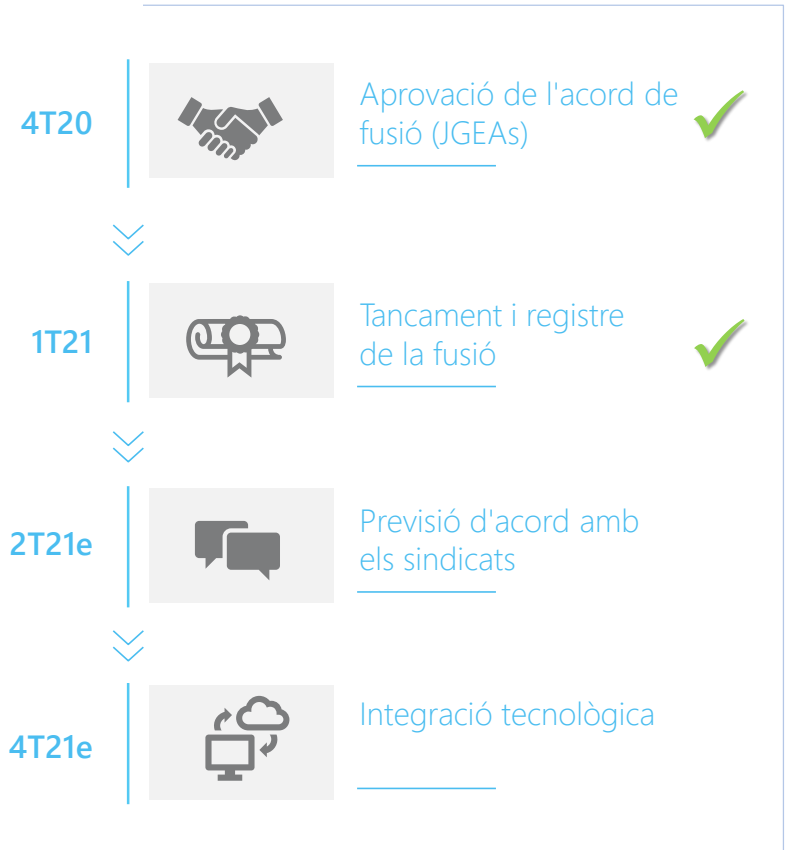 4T20
Aprovació de l'acord de
fusió (JGEAs)
1T21
Tancament i registre
de la fusió
2T21e
Previsió d'acord amb
els sindicats
4T21e
Integració tecnològica